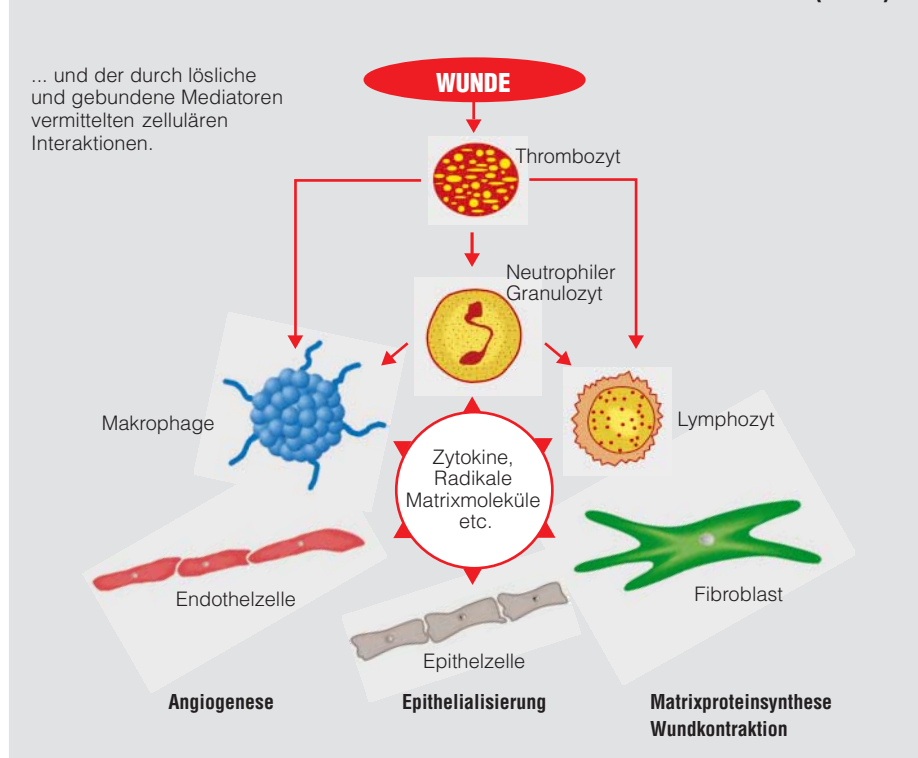 ... und der durch lösliche
und gebundene Mediatoren
vermittelten zellulären
Interaktionen.
WUNDE
Thrombozyt
Neutrophiler
Granulozyt
Makrophage
Lymphozyt
Zytokine,
Radikale
Matrixmoleküle
etc.
Endothelzelle
Fibroblast
Epithelzelle
Angiogenese
Epithelialisierung
Matrixproteinsynthese
Wundkontraktion